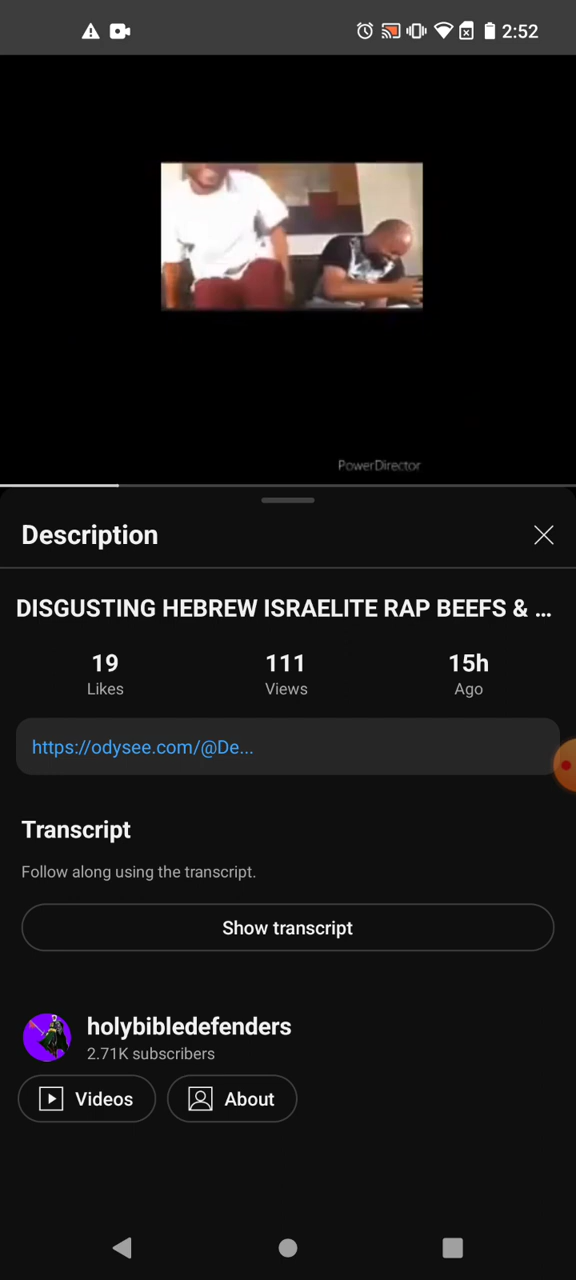 2:52
PowerDirector
Description
DISGUSTING HEBREW ISRAELITE RAP BEEFS & ...
19 111 15h
Likes Views Ago
https://odysee.com/@De...
Transcript
Follow along using the transcript.
Show transcript
holybibledefenders
2.71K subscribers
Videos About